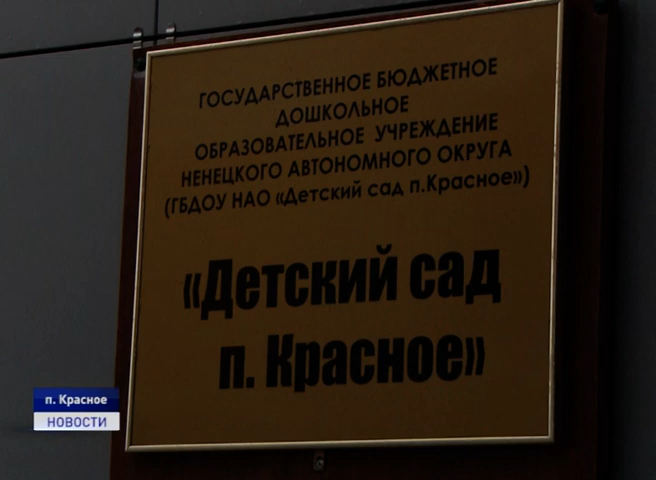 ГОСУДАРСТВЕННОЕ БЮДЖЕТНОЕ
ДОШКОЛЬНОЕ
ОБРАЗОВАТЕЛЬНОЕ УЧРЕЖДЕНИЕ
НЕНЕЦКОГО АВТОНОМНОГО ОКРУГА
(ГБДОУ НАО «Детский сад п.Красное»)
«Детский сад
п. Красное»
п. Красное
НОВОСТИ